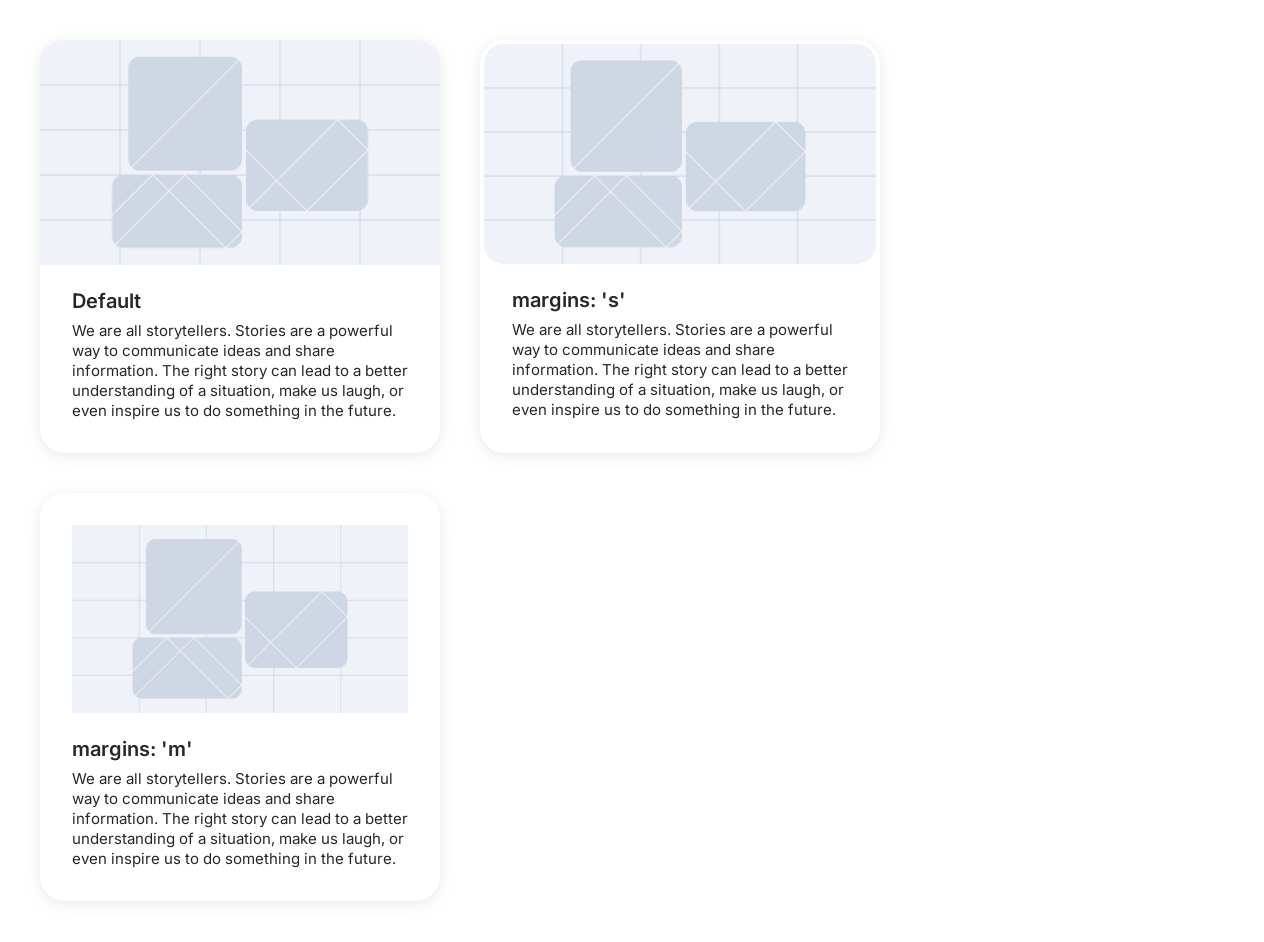 Default
We are all storytellers. Stories are a powerful
way to communicate ideas and share
information. The right story can lead to a better
understanding of a situation, make us laugh, or
even inspire us to do something in the future.
margins: 's'
We are all storytellers. Stories are a powerful
way to communicate ideas and share
information. The right story can lead to a better
understanding of a situation, make us laugh, or
even inspire us to do something in the future.
margins: 'm'
We are all storytellers. Stories are a powerful
way to communicate ideas and share
information. The right story can lead to a better
understanding of a situation, make us laugh, or
even inspire us to do something in the future.